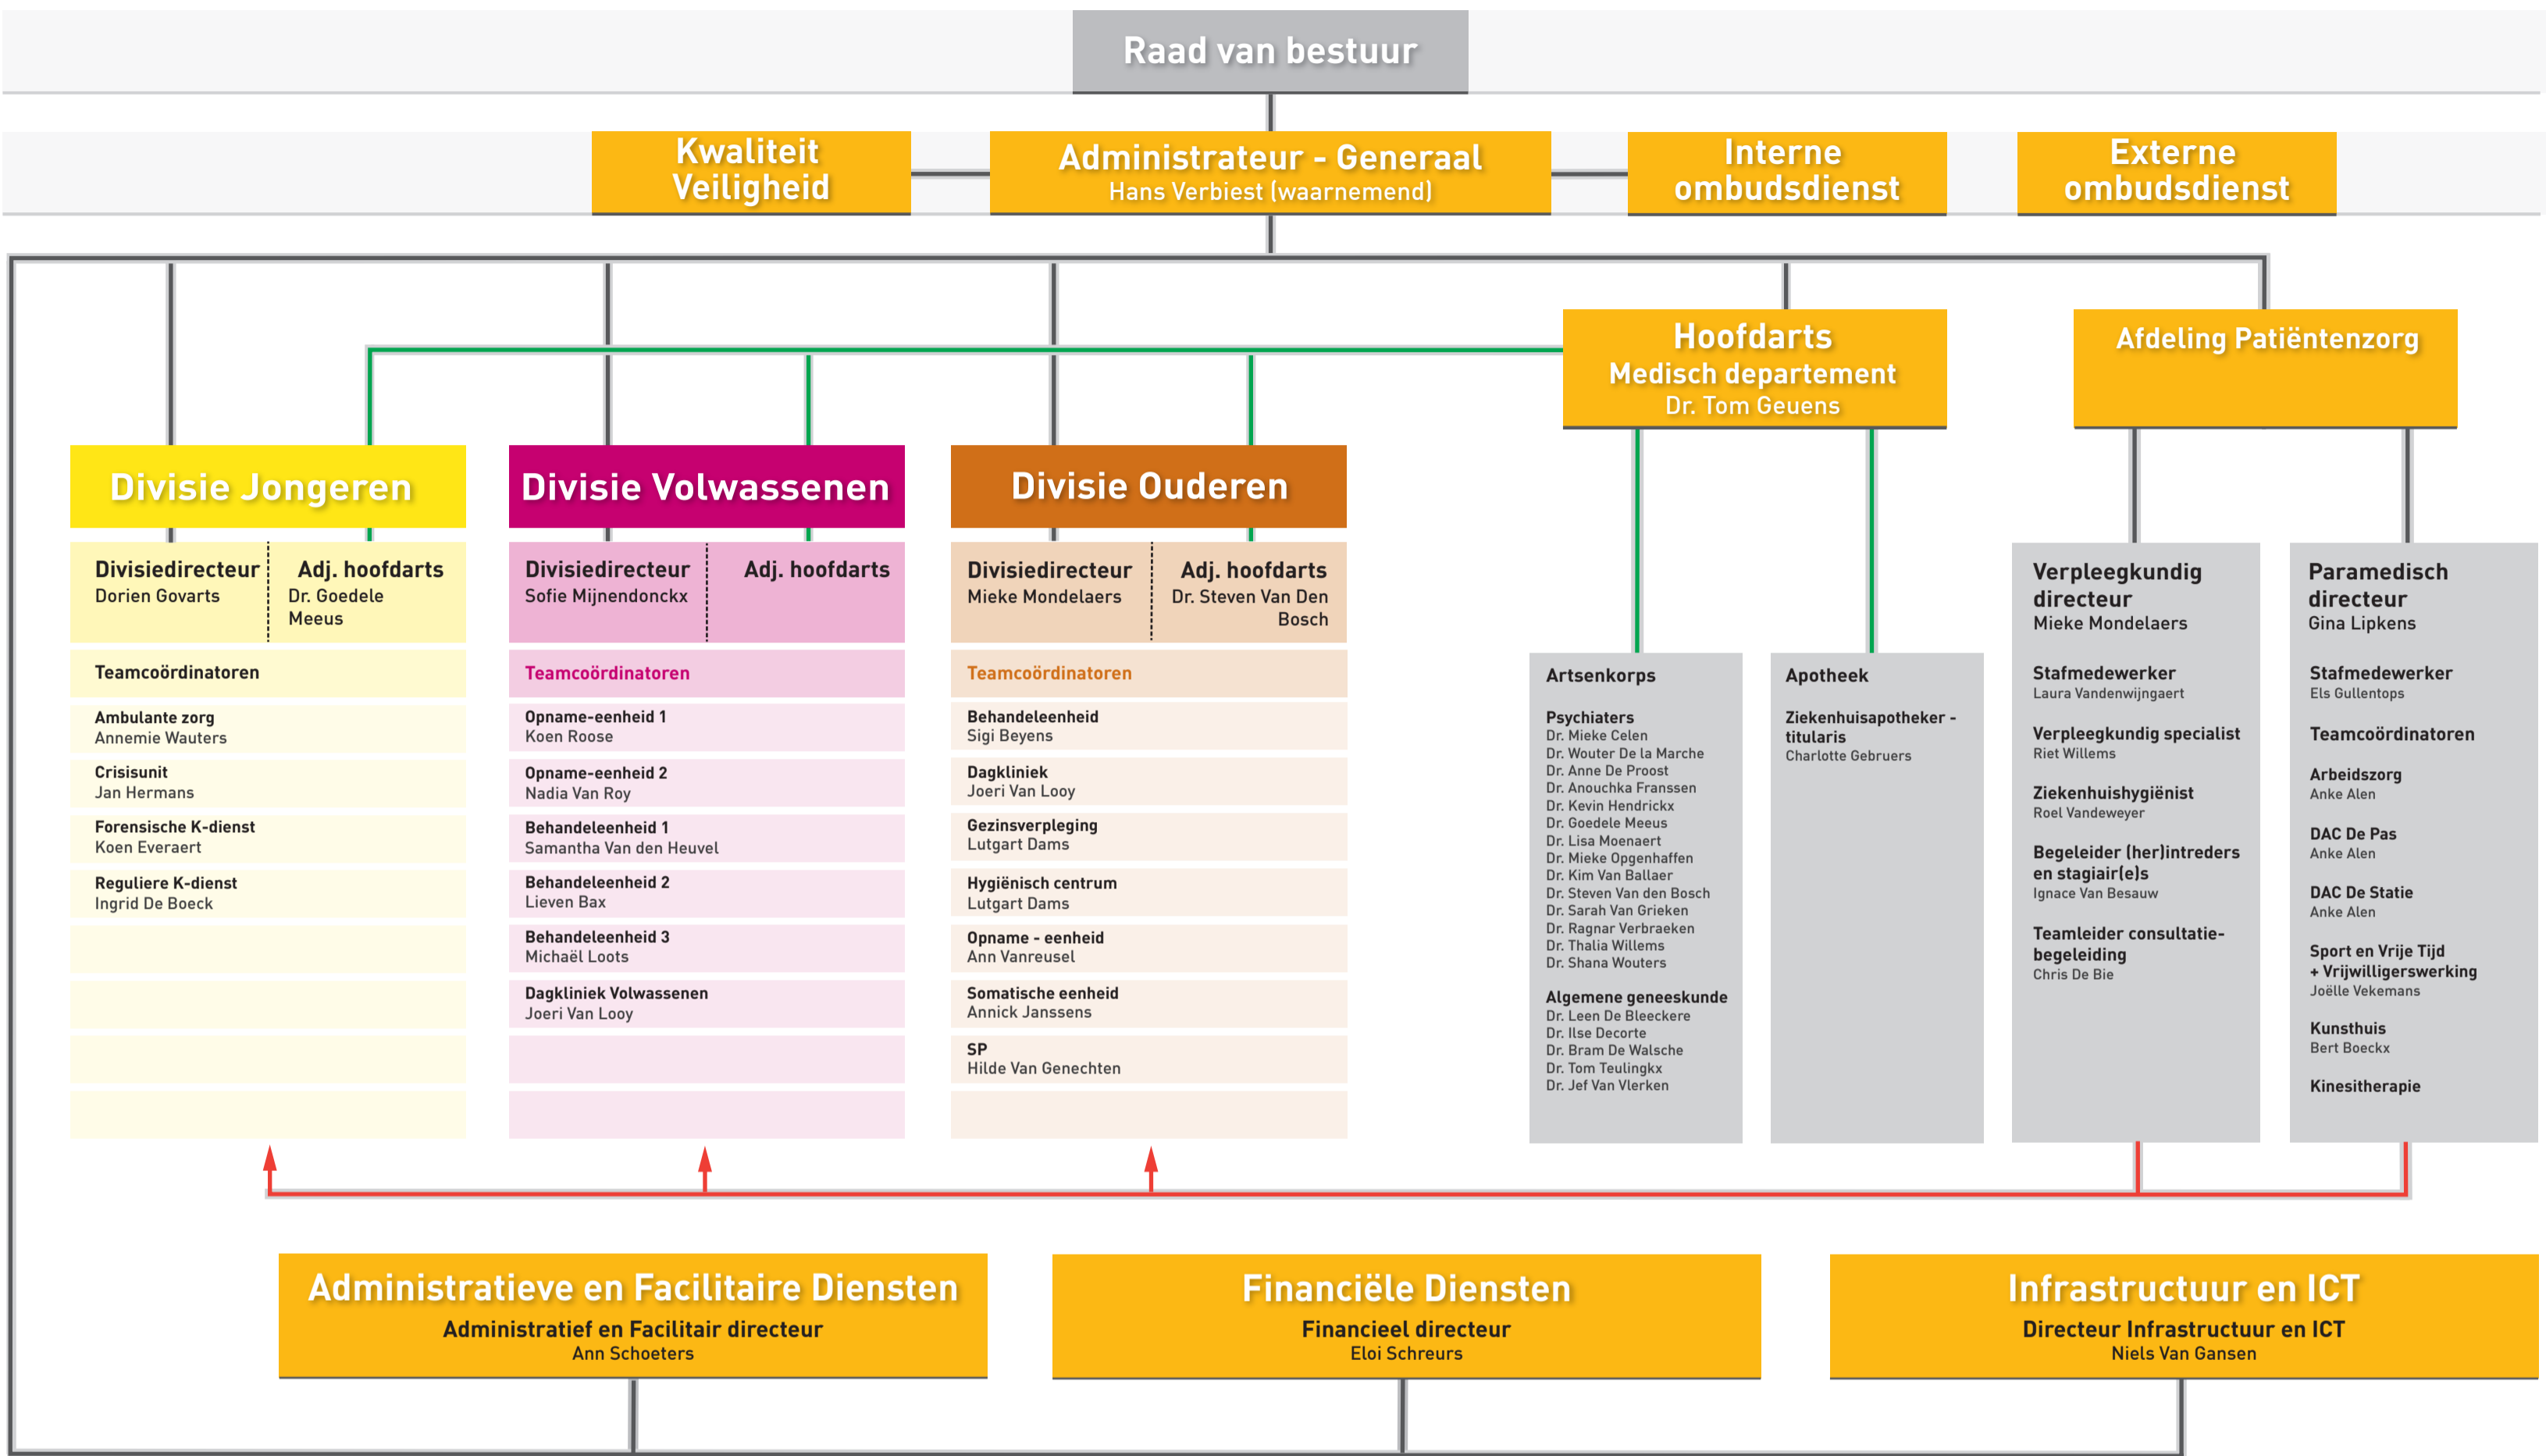 Raad van bestuur
Kwaliteit
Veiligheid
Administrateur - Generaal
Hans Verbiest (waarnemend)
Interne
ombudsdienst
Externe
ombudsdienst
Hoofdarts
Medisch departement
Dr. Tom Geuens
Afdeling Patiëntenzorg
Divisie Jongeren
Divisiedirecteur
Dorien Govarts
Adj. hoofdarts
Dr. Goedele
Meeus
Teamcoördinatoren
Ambulante zorg
Annemie Wauters
Crisisunit
Jan Hermans
Forensische K-dienst
Koen Everaert
Reguliere K-dienst
Ingrid De Boeck
Divisie Volwassenen
Divisiedirecteur
Sofie Mijnendonckx
Adj. hoofdarts
Teamcoördinatoren
Opname-eenheid 1
Koen Roose
Opname-eenheid 2
Nadia Van Roy
Behandeleenheid 1
Samantha Van den Heuvel
Behandeleenheid 2
Lieven Bax
Behandeleenheid 3
Michaël Loots
Dagkliniek Volwassenen
Joeri Van Looy
Divisie Ouderen
Divisiedirecteur
Mieke Mondelaers
Adj. hoofdarts
Dr. Steven Van Den
Bosch
Teamcoördinatoren
Behandeleenheid
Sigi Beyens
Dagkliniek
Joeri Van Looy
Gezinsverpleging
Lutgart Dams
Hygiënisch centrum
Lutgart Dams
Opname - eenheid
Ann Vanreusel
Somatische eenheid
Annick Janssens
SP
Hilde Van Genechten
Artsenkorps
Psychiaters
Dr. Mieke Celen
Dr. Wouter De la Marche
Dr. Anne De Proost
Dr. Anouchka Franssen
Dr. Kevin Hendrickx
Dr. Goedele Meeus
Dr. Lisa Moenaert
Dr. Mieke Opgenhaffen
Dr. Kim Van Ballaer
Dr. Steven Van den Bosch
Dr. Sarah Van Grieken
Dr. Ragnar Verbraeken
Dr. Thalia Willems
Dr. Shana Wouters
Algemene geneeskunde
Dr. Leen De Bleeckere
Dr. Ilse Decorte
Dr. Bram De Walsche
Dr. Tom Teulingkx
Dr. Jef Van Vlerken
Apotheek
Ziekenhuisapotheker -
titularis
Charlotte Gebruers
Verpleegkundig
directeur
Mieke Mondelaers
Stafmedewerker
Laura Vandenwijngaert
Verpleegkundig specialist
Riet Willems
Ziekenhuishygiënist
Roel Vandeweyer
Begeleider (her)intreders
en stagiair(e)s
Ignace Van Besauw
Teamleider consultatie-
begeleiding
Chris De Bie
Paramedisch
directeur
Gina Lipkens
Stafmedewerker
Els Gullentops
Teamcoördinatoren
Arbeidszorg
Anke Alen
DAC De Pas
Anke Alen
DAC De Statie
Anke Alen
Sport en Vrije Tijd
+ Vrijwilligerswerking
Joëlle Vekemans
Kunsthuis
Bert Boeckx
Kinesitherapie
Administratieve en Facilitaire Diensten
Administratief en Facilitair directeur
Ann Schoeters
Financiële Diensten
Financieel directeur
Eloi Schreurs
Infrastructuur en ICT
Directeur Infrastructuur en ICT
Niels Van Gansen